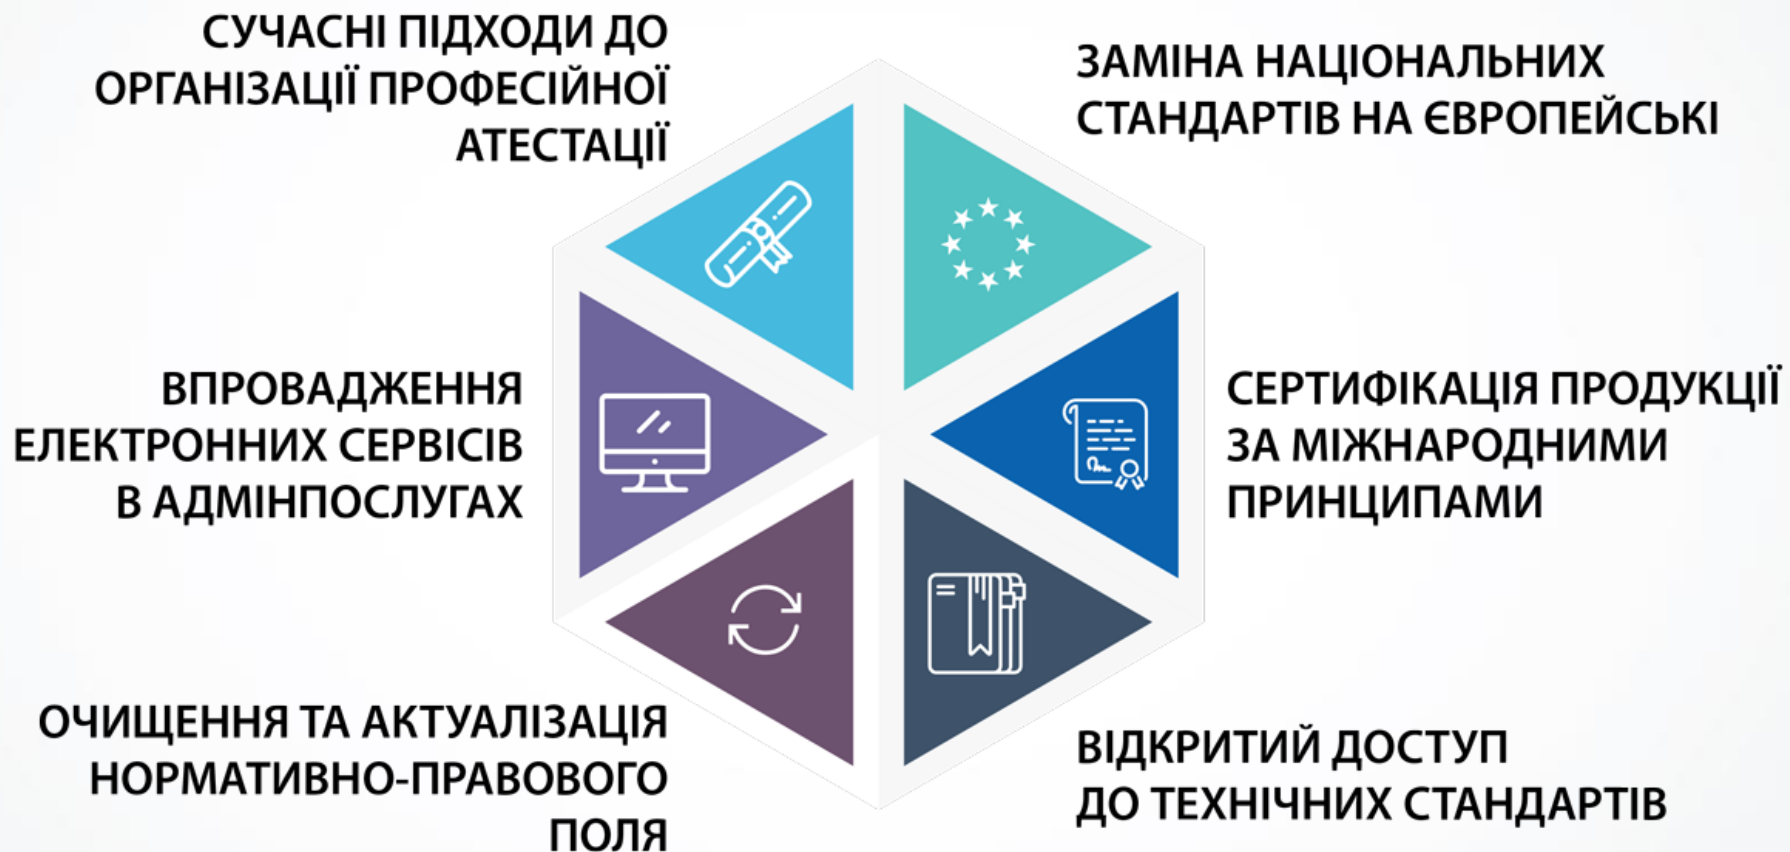 СУЧАСНІ ПІДХОДИ ДО
ОРГАНІЗАЦІЇ ПРОФЕСІЙНОЇ
АТЕСТАЦІЇ
ЗАМІНА НАЦІОНАЛЬНИХ
СТАНДАРТІВ НА ЄВРОПЕЙСЬКІ
ВПРОВАДЖЕННЯ
ЕЛЕКТРОННИХ СЕРВІСІВ
В АДМІНПОСЛУГАХ
СЕРТИФІКАЦІЯ ПРОДУКЦІЇ
ЗА МІЖНАРОДНИМИ
ПРИНЦИПАМИ
ОЧИЩЕННЯ ТА АКТУАЛІЗАЦІЯ
НОРМАТИВНО-ПРАВОВОГО
ПОЛЯ
ВІДКРИТИЙ ДОСТУП
ДО ТЕХНІЧНИХ СТАНДАРТІВ